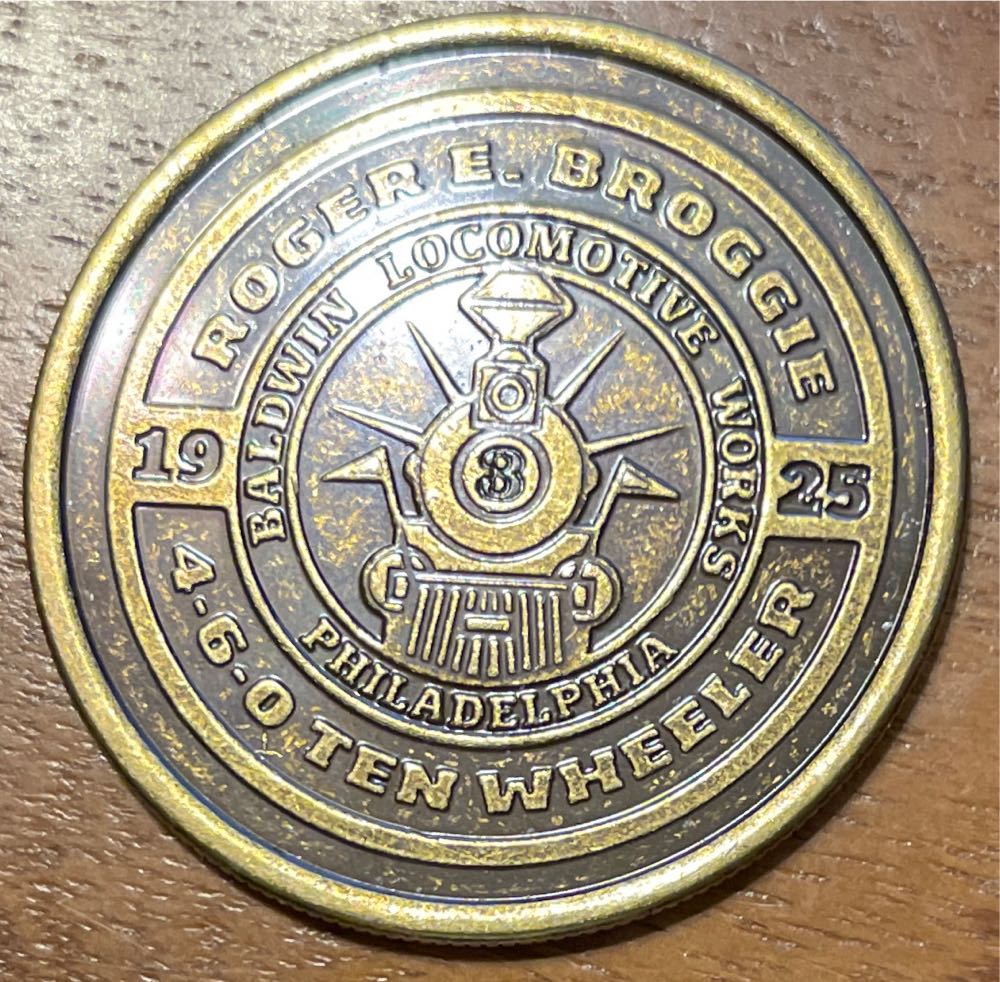 ROGER E. BROGGIE
BALDWIN LOCOMOTIVE WORKS
19 25
3
PHILADELPHIA
4-6-0 TEN WHEELER